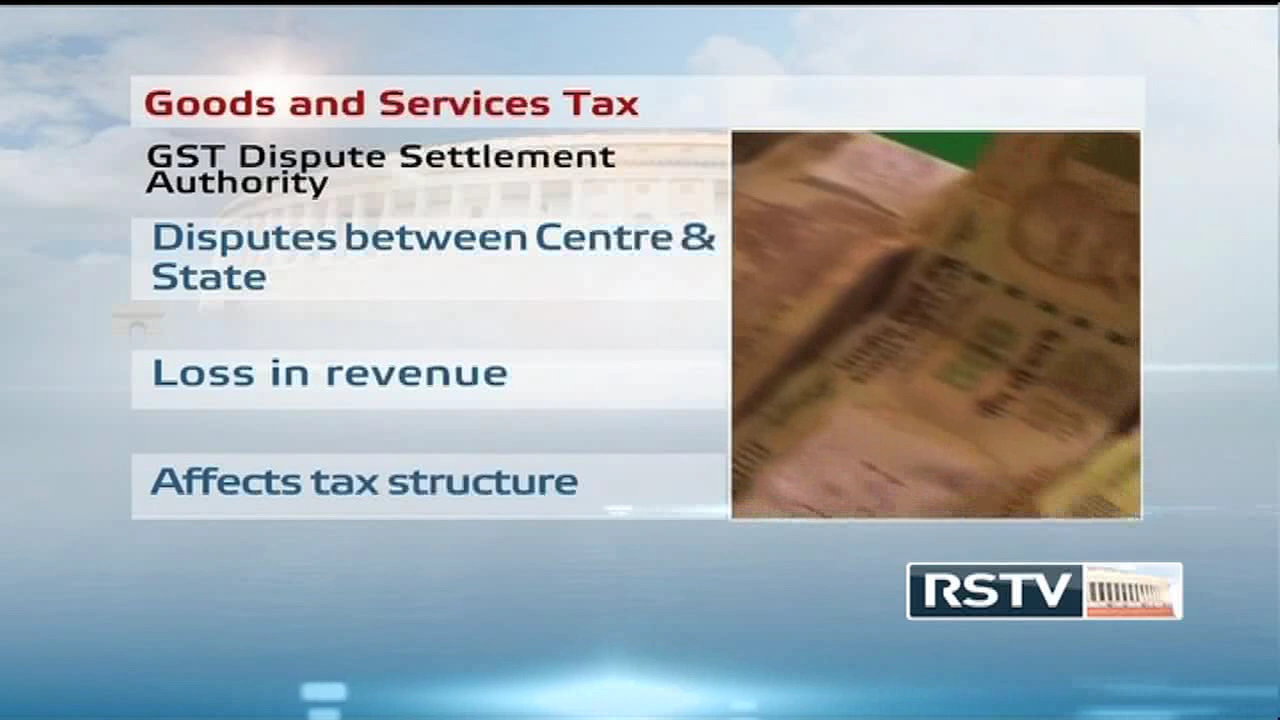 Goods and Services Tax
GST Dispute Settlement
Authority
Disputes between Centre &
State
Loss in revenue
Affects tax structure
RSTV